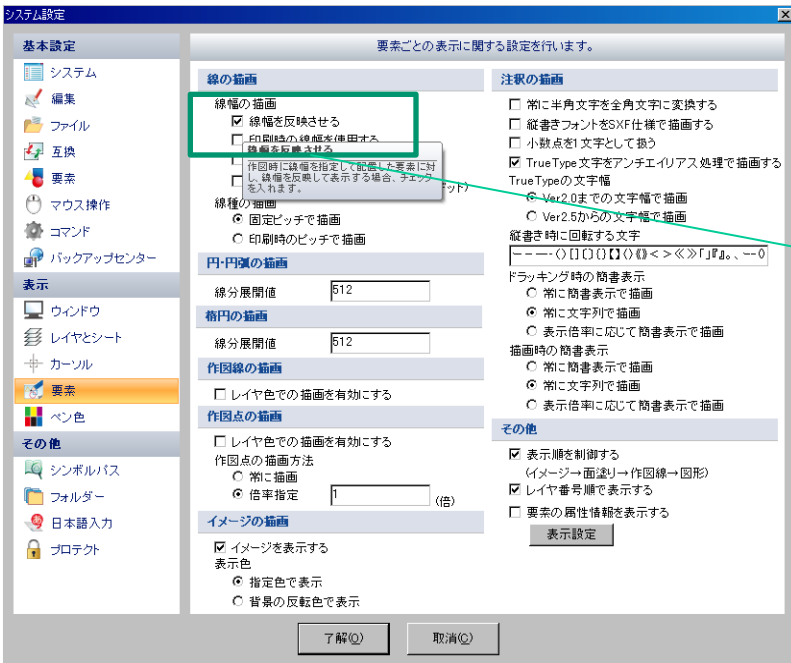 システム設定
基本設定
システム
編集
ファイル
互換
要素
マウス操作
コマンド
バックアップセンター
表示
ウィンドウ
レイヤとシート
カーソル
要素
ペン色
その他
シンボルパス
フォルダー
日本語入力
プロテクト
要素ごとの表示に関する設定を行います。
線の描画
線幅の描画
線幅を反映させる
印刷時の線幅を使用する
線幅を反映させる
作図時に線幅を指定して配置した要素に対
し、線幅を反映して表示する場合、チェック
を入れます。
ット)
線種の描画
固定ピッチで描画
印刷時のピッチで描画
円・円弧の描画
線分展開値 512
楕円の描画
線分展開値 512
作図線の描画
レイヤ色での描画を有効にする
作図点の描画
レイヤ色での描画を有効にする
作図点の描画方法
常に描画
倍率指定 1 (倍)
イメージの描画
イメージを表示する
表示色
指定色で表示
背景の反転色で表示
注釈の描画
常に半角文字を全角文字に変換する
縦書きフォントをSXF仕様で描画する
小数点を1文字として扱う
TrueType文字をアンチエイリアス処理で描画する
TrueTypeの文字幅
Ver2.0までの文字幅で描画
Ver2.5からの文字幅で描画
縦書き時に回転する文字
ドラッキング時の簡書表示
常に簡書表示で描画
常に文字列で描画
表示倍率に応じて簡書表示で描画
描画時の簡書表示
常に簡書表示で描画
常に文字列で描画
表示倍率に応じて簡書表示で描画
その他
表示順を制御する
(イメージ→面塗り→作図線→図形)
レイヤ番号順で表示する
要素の属性情報を表示する
表示設定
了解(O)
取消(C)